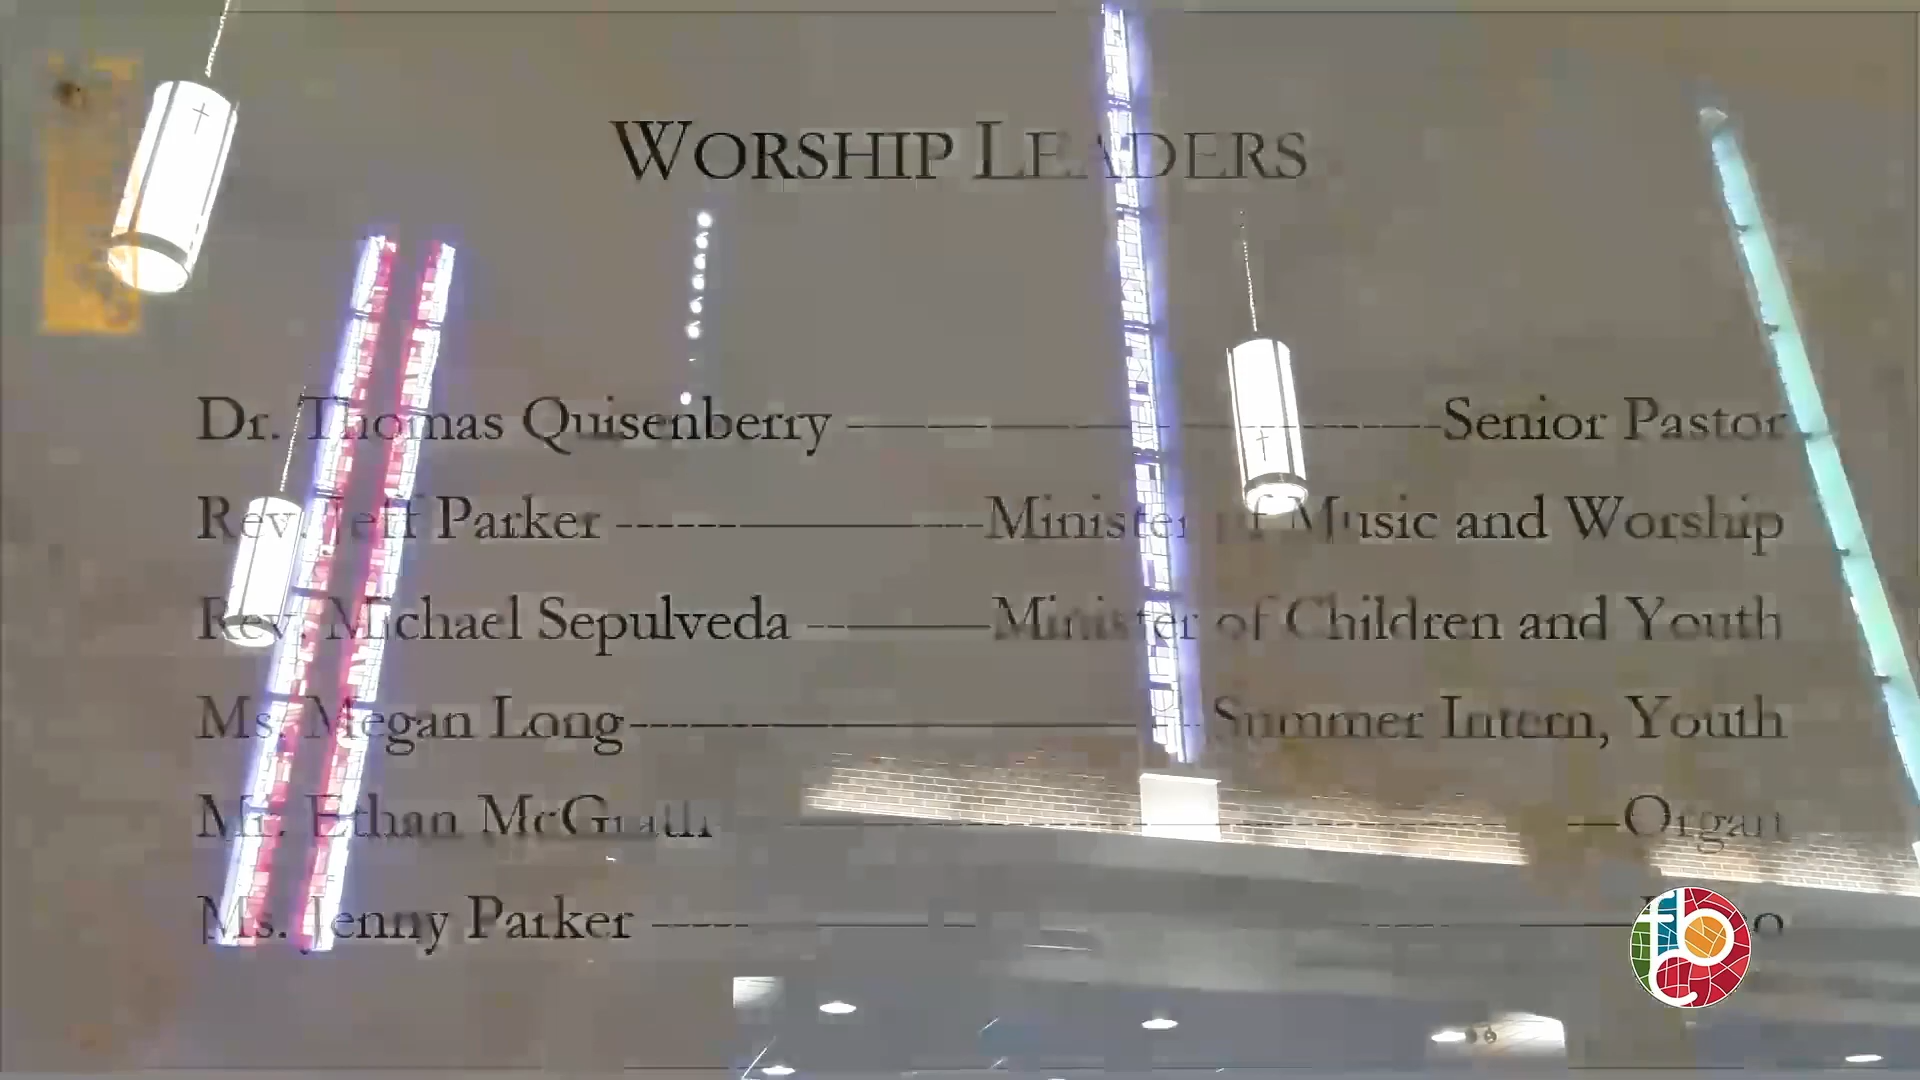 WORSHIP LEADERS
Dr. Thomas Quisenberry ———————————Senior Pastor
Rev. Jeff Parker ------———————---Minister of Music and Worship
Rev. Michael Sepulveda --————Minister of Children and Youth
Ms. Megan Long-----———————————Summer Intern, Youth
Mr. Ethan McGrath ———————————Organ
Ms. Jenny Parker -----———————————